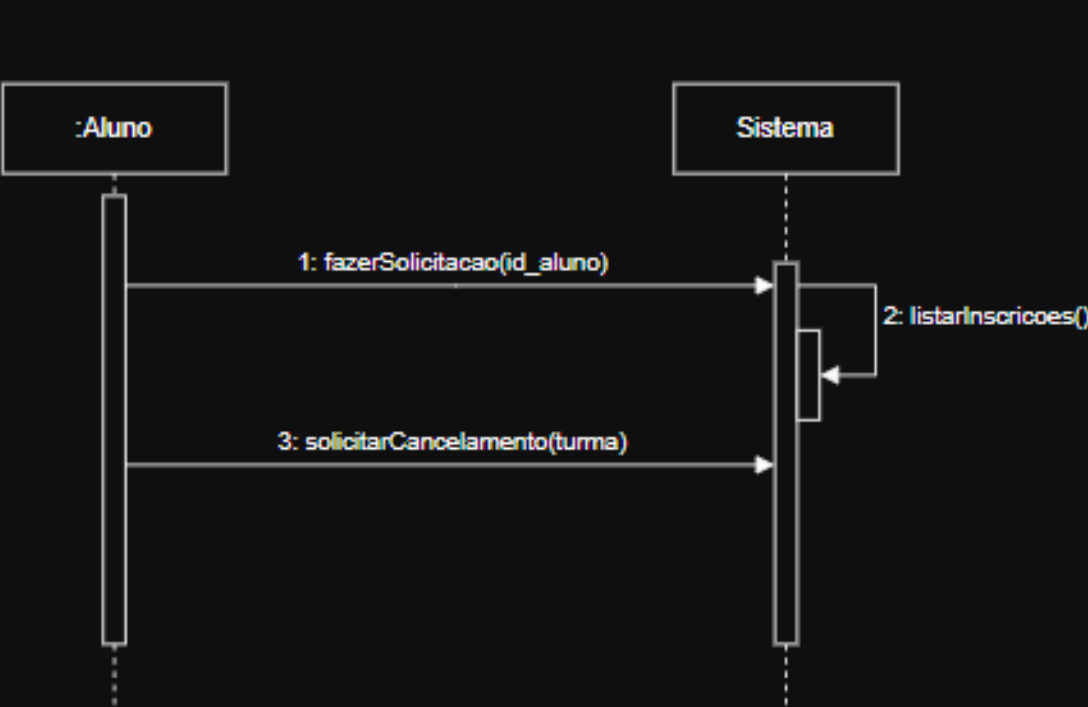 :Aluno
Sistema
1: fazerSolicitacao(id_aluno)
2: listarInscricoes()
3: solicitarCancelamento(turma)